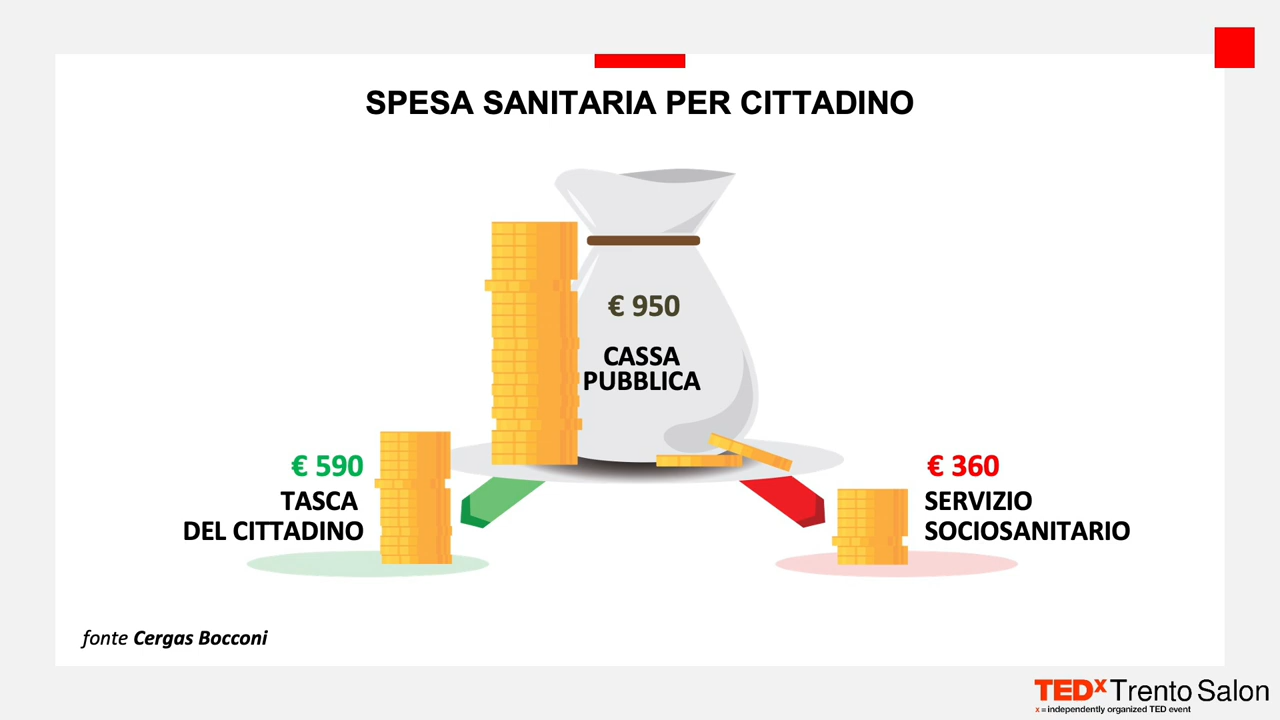 SPESA SANITARIA PER CITTADINO
€ 950
CASSA
PUBBLICA
€ 590
TASCA
DEL CITTADINO
€ 360
SERVIZIO
SOCIOSANITARIO
fonte Cergas Bocconi
TEDx Trento Salon
x = independently organized TED event